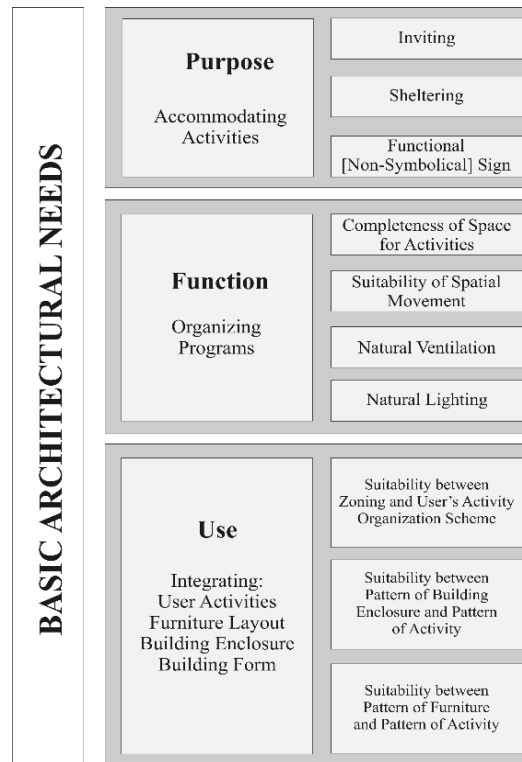 BASIC ARCHITECTURAL NEEDS
Purpose
Accommodating
Activities
Inviting
Sheltering
Functional
[Non-Symbolical] Sign
Function
Organizing
Programs
Completeness of Space
for Activities
Suitability of Spatial
Movement
Natural Ventilation
Natural Lighting
Use
Integrating:
User Activities
Furniture Layout
Building Enclosure
Building Form
Suitability between
Zoning and User's Activity
Organization Scheme
Suitability between
Pattern of Building
Enclosure and Pattern
of Activity
Suitability between
Pattern of Furniture
and Pattern of Activity